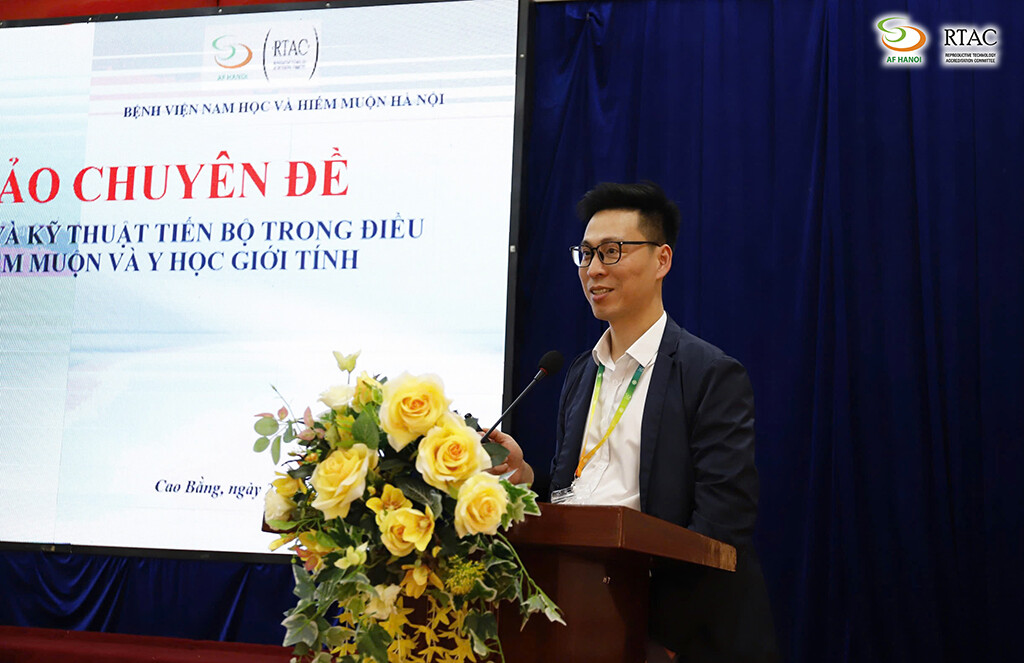 AF HANOI
RTAC
REPRODUCTIVE TECHNOLOGY
ACCREDITATION COMMITTEE
AF HANOI
RTAC
BỆNH VIỆN NAM HỌC VÀ HIẾM MUỘN HÀ NỘI
ẢO CHUYÊN ĐỀ
VÀ KỸ THUẬT TIẾN BỘ TRONG ĐIỀU
M MUỘN VÀ Y HỌC GIỚI TÍNH
Cao Bằng, ngày